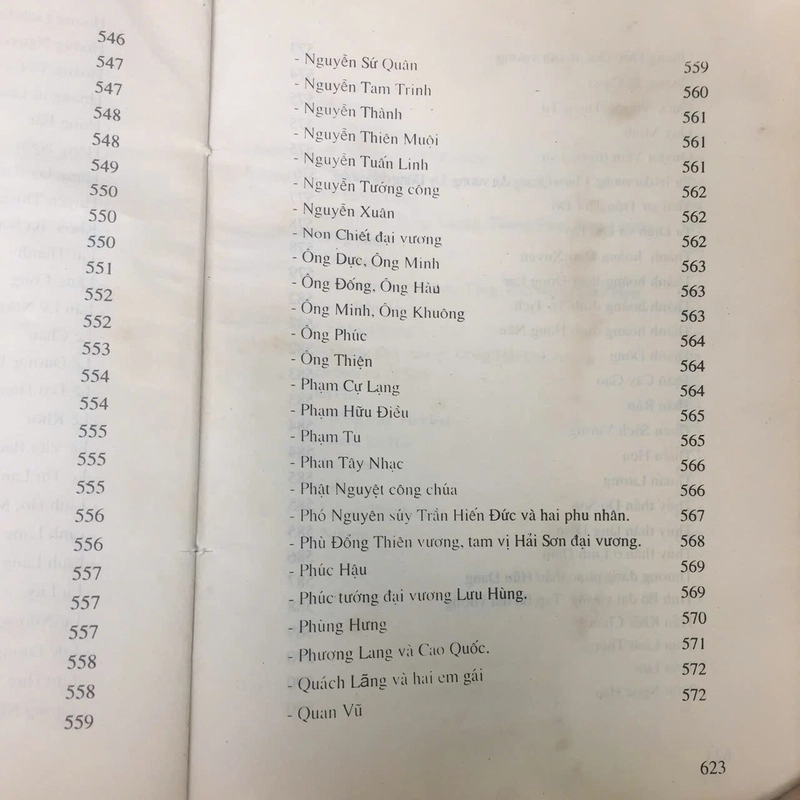 546
547
547
548
548
549
550
550
550
551
552
552
553
554
554
555
555
555
556
556
557
557
557
558
558
559
- Nguyễn Sứ Quân 559
- Nguyễn Tam Trinh 560
- Nguyễn Thành 561
- Nguyễn Thiên Muội 561
- Nguyễn Tuấn Linh 561
- Nguyễn Tướng công 562
- Nguyễn Xuân 562
- Non Chiết đại vương 562
- Ông Dực, Ông Minh 563
- Ông Đống, Ông Hàu 563
- Ông Minh, Ông Khuông 563
- Ông Phúc 564
- Ông Thiện 564
- Phạm Cự Lạng 564
- Phạm Hữu Điều 565
- Phạm Tu 565
- Phan Tây Nhạc 566
- Phật Nguyệt công chúa 566
- Phó Nguyên súy Trần Hiến Đức và hai phu nhân. 567
- Phù Đổng Thiên vương, tam vị Hải Sơn đại vương. 568
- Phúc Hậu 569
- Phúc tướng đại vương Lưu Hùng. 569
- Phùng Hưng 570
- Phương Lang và Cao Quốc. 571
- Quách Lãng và hai em gái 572
- Quan Vũ 572
623